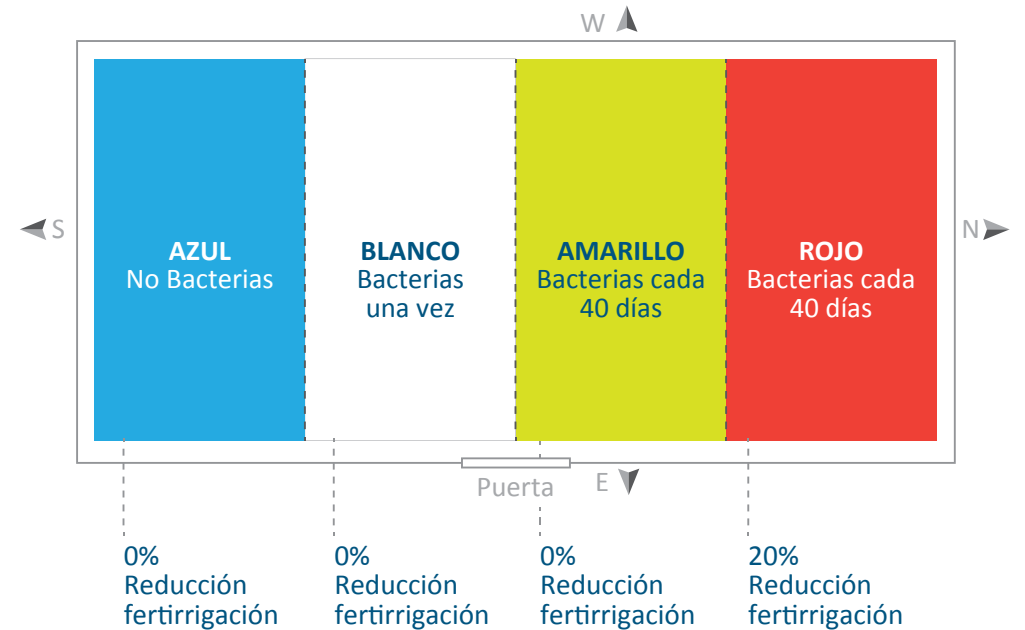 W
S
N
AZUL
No Bacterias
BLANCO
Bacterias
una vez
AMARILLO
Bacterias cada
40 días
ROJO
Bacterias cada
40 días
Puerta
E
0%
Reducción
fertirrigación
0%
Reducción
fertirrigación
0%
Reducción
fertirrigación
20%
Reducción
fertirrigación